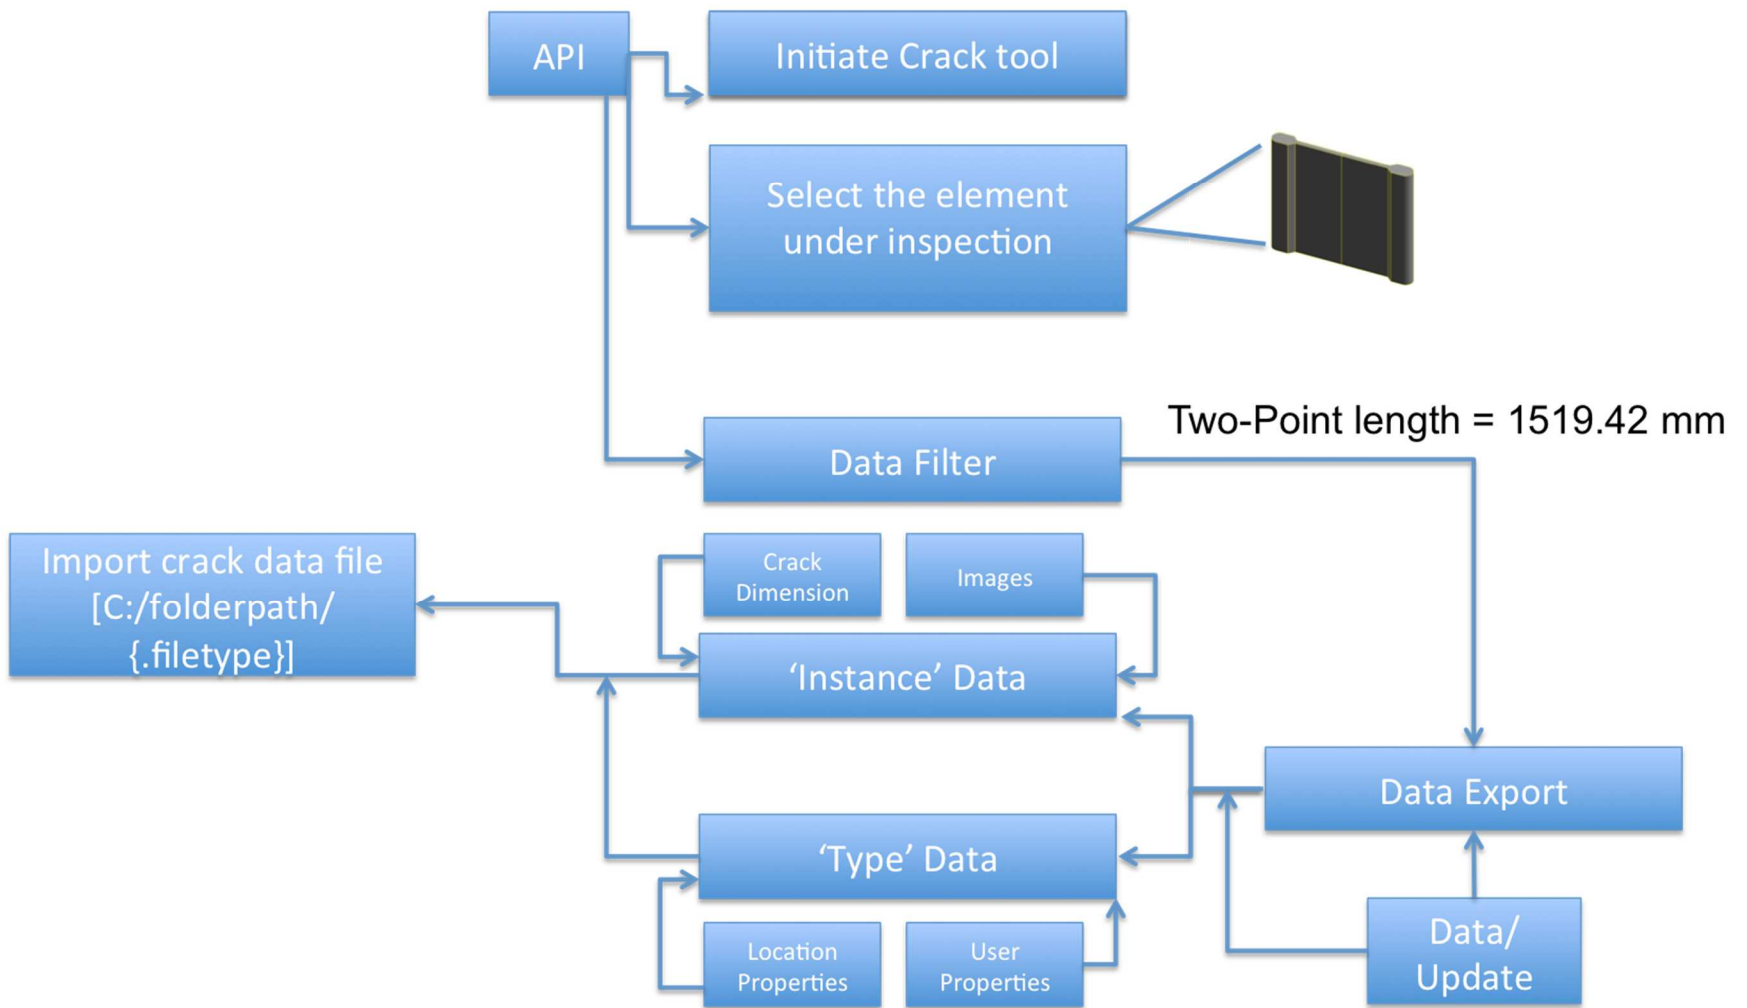 API
Initiate Crack tool
Select the element
under inspection
Two-Point length = 1519.42 mm
Data Filter
Import crack data file
[C:/folderpath/
{.filetype}]
Crack
Dimension
Images
‘Instance’ Data
Data Export
‘Type’ Data
Location
Properties
User
Properties
Data/
Update